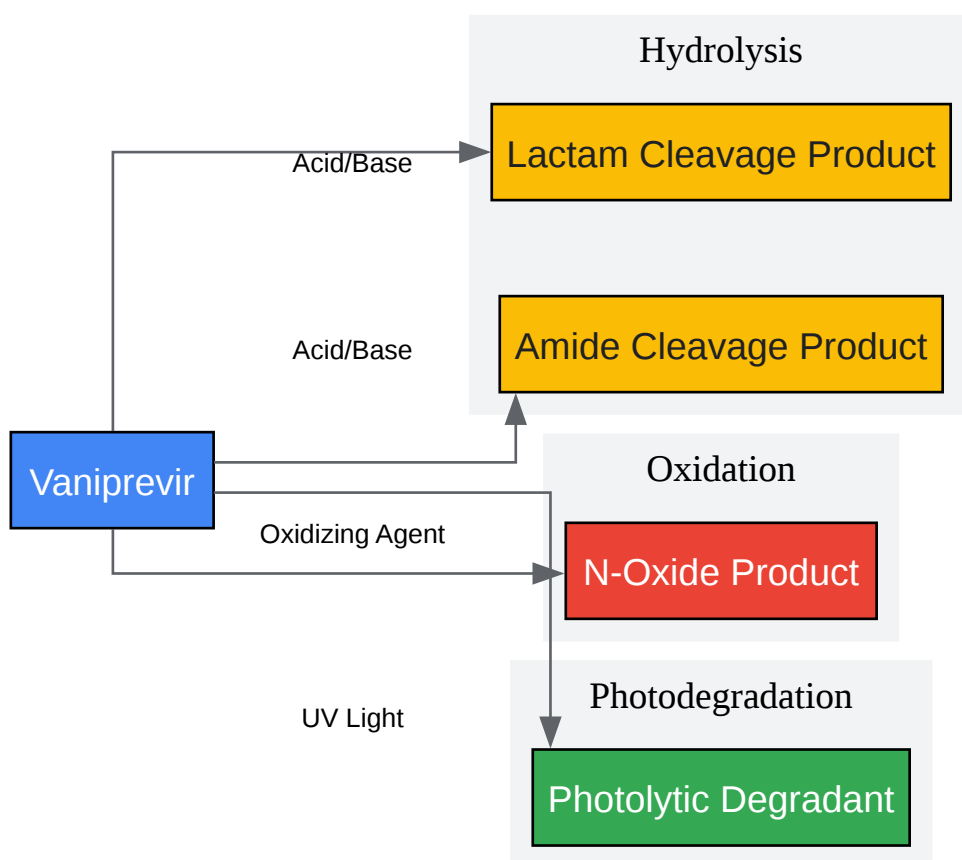 Hydrolysis
Lactam Cleavage Product
Acid/Base
Amide Cleavage Product
Acid/Base
Vaniprevir
Oxidation
Oxidizing Agent
N-Oxide Product
Photodegradation
UV Light
Photolytic Degradant